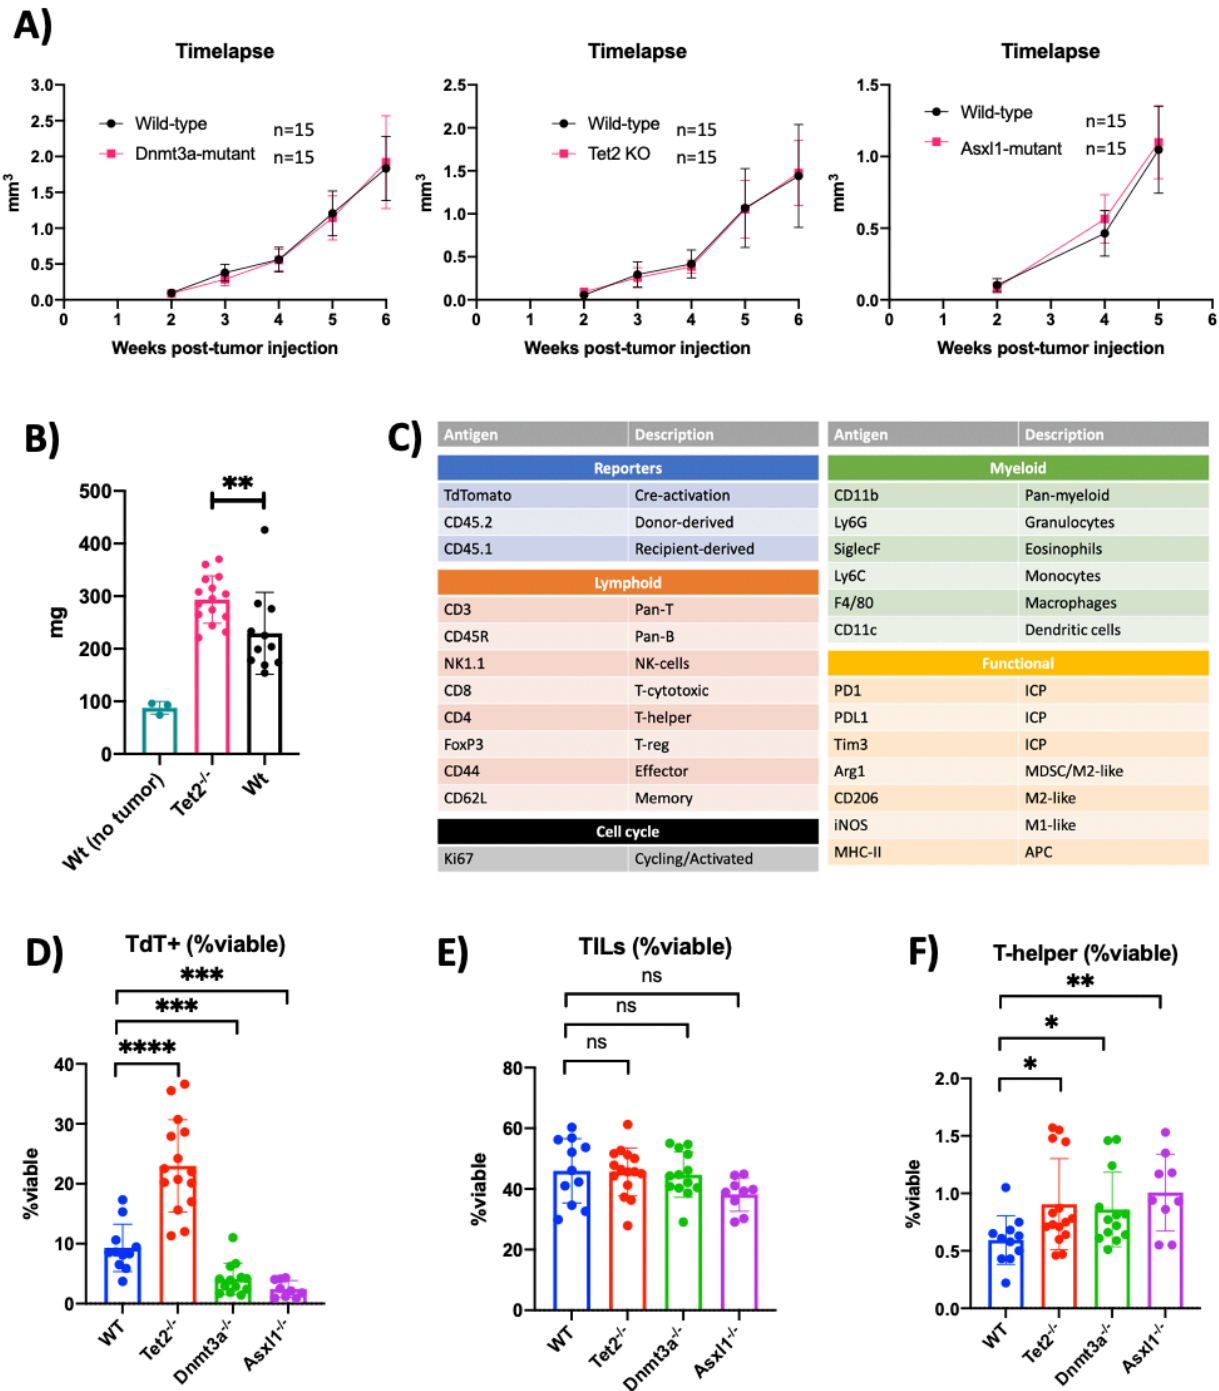 A)
Timelapse
3.0
2.5
2.0
1.5
1.0
0.5
0.0
mm3
Wild-type n=15
Dnmt3a-mutant n=15
0 1 2 3 4 5 6
Weeks post-tumor injection
Timelapse
2.5
2.0
1.5
1.0
0.5
0.0
mm3
Wild-type n=15
Tet2 KO n=15
0 1 2 3 4 5 6
Weeks post-tumor injection
Timelapse
1.5
1.0
0.5
0.0
mm3
Wild-type n=15
Asxl1-mutant n=15
0 1 2 3 4 5 6
Weeks post-tumor injection
B)
**
500
400
300
200
100
0
mg
Wt (no tumor)
Tet2-/-
Wt
C)
Antigen Description
Reporters
TdTomato Cre-activation
CD45.2 Donor-derived
CD45.1 Recipient-derived
Lymphoid
CD3 Pan-T
CD45R Pan-B
NK1.1 NK-cells
CD8 T-cytotoxic
CD4 T-helper
FoxP3 T-reg
CD44 Effector
CD62L Memory
Cell cycle
Ki67 Cycling/Activated
Antigen Description
Myeloid
CD11b Pan-myeloid
Ly6G Granulocytes
SiglecF Eosinophils
Ly6C Monocytes
F4/80 Macrophages
CD11c Dendritic cells
Functional
PD1 ICP
PDL1 ICP
Tim3 ICP
Arg1 MDSC/M2-like
CD206 M2-like
iNOS M1-like
MHC-II APC
D)
TdT+ (%viable)
***
***
****
40
30
20
10
0
%viable
WT
Tet2-/-
Dnmt3a-/-
Asxl1-/-
E)
TILs (%viable)
ns
ns
ns
80
60
40
20
0
%viable
WT
Tet2-/-
Dnmt3a-/-
Asxl1-/-
F)
T-helper (%viable)
**
*
*
2.0
1.5
1.0
0.5
0.0
%viable
WT
Tet2-/-
Dnmt3a-/-
Asxl1-/-